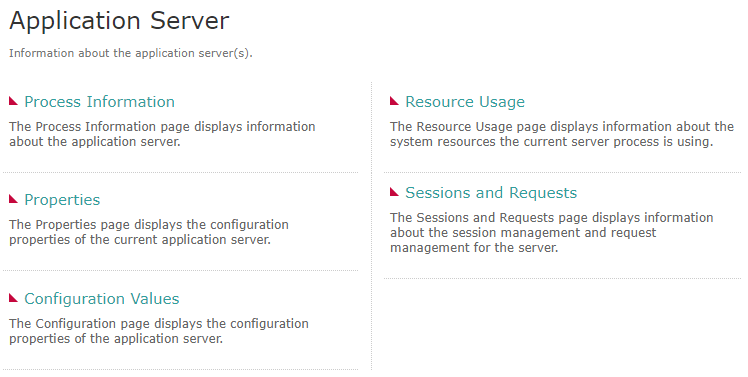 Application Server
Information about the application server(s).
Process Information
The Process Information page displays information
about the application server.
Properties
The Properties page displays the configuration
properties of the current application server.
Configuration Values
The Configuration page displays the configuration
properties of the application server.
Resource Usage
The Resource Usage page displays information about the
system resources the current server process is using.
Sessions and Requests
The Sessions and Requests page displays information
about the session management and request
management for the server.